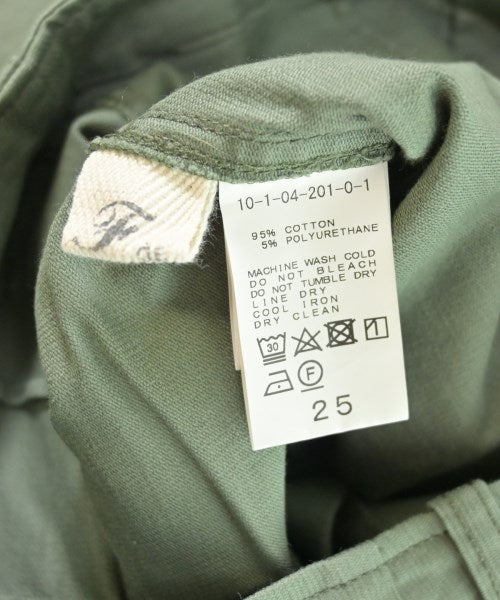 10-1-04-201-0-1
95% COTTON
5% POLYURETHANE
MACHINE WASH COLD
DO NOT BLEACH
DO NOT TUMBLE DRY
LINE DRY
COOL IRON
DRY CLEAN
30
1
F
25